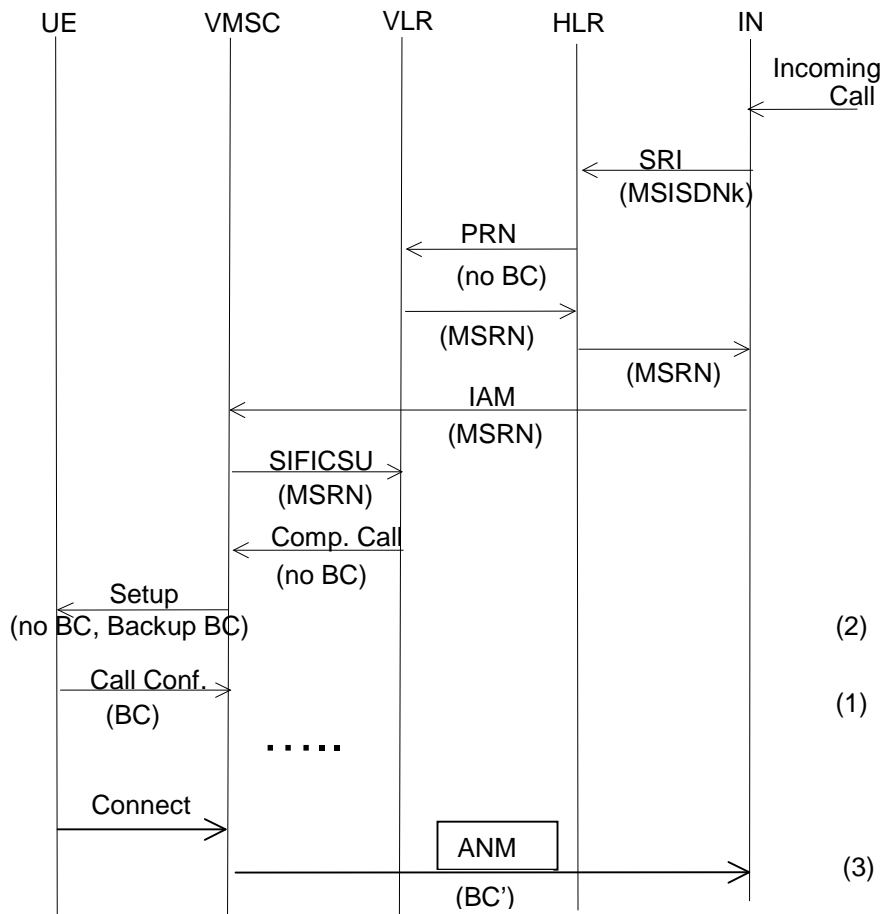 UE VMSC VLR HLR IN
Incoming
Call
SRI
(MSISDNk)
PRN
(no BC)
(MSRN)
(MSRN)
IAM
(MSRN)
SIFICSU
(MSRN)
Comp. Call
(no BC)
Setup
(no BC, Backup BC) (2)
Call Conf.
(BC) (1)
.....
Connect
ANM
(3)
(BC')